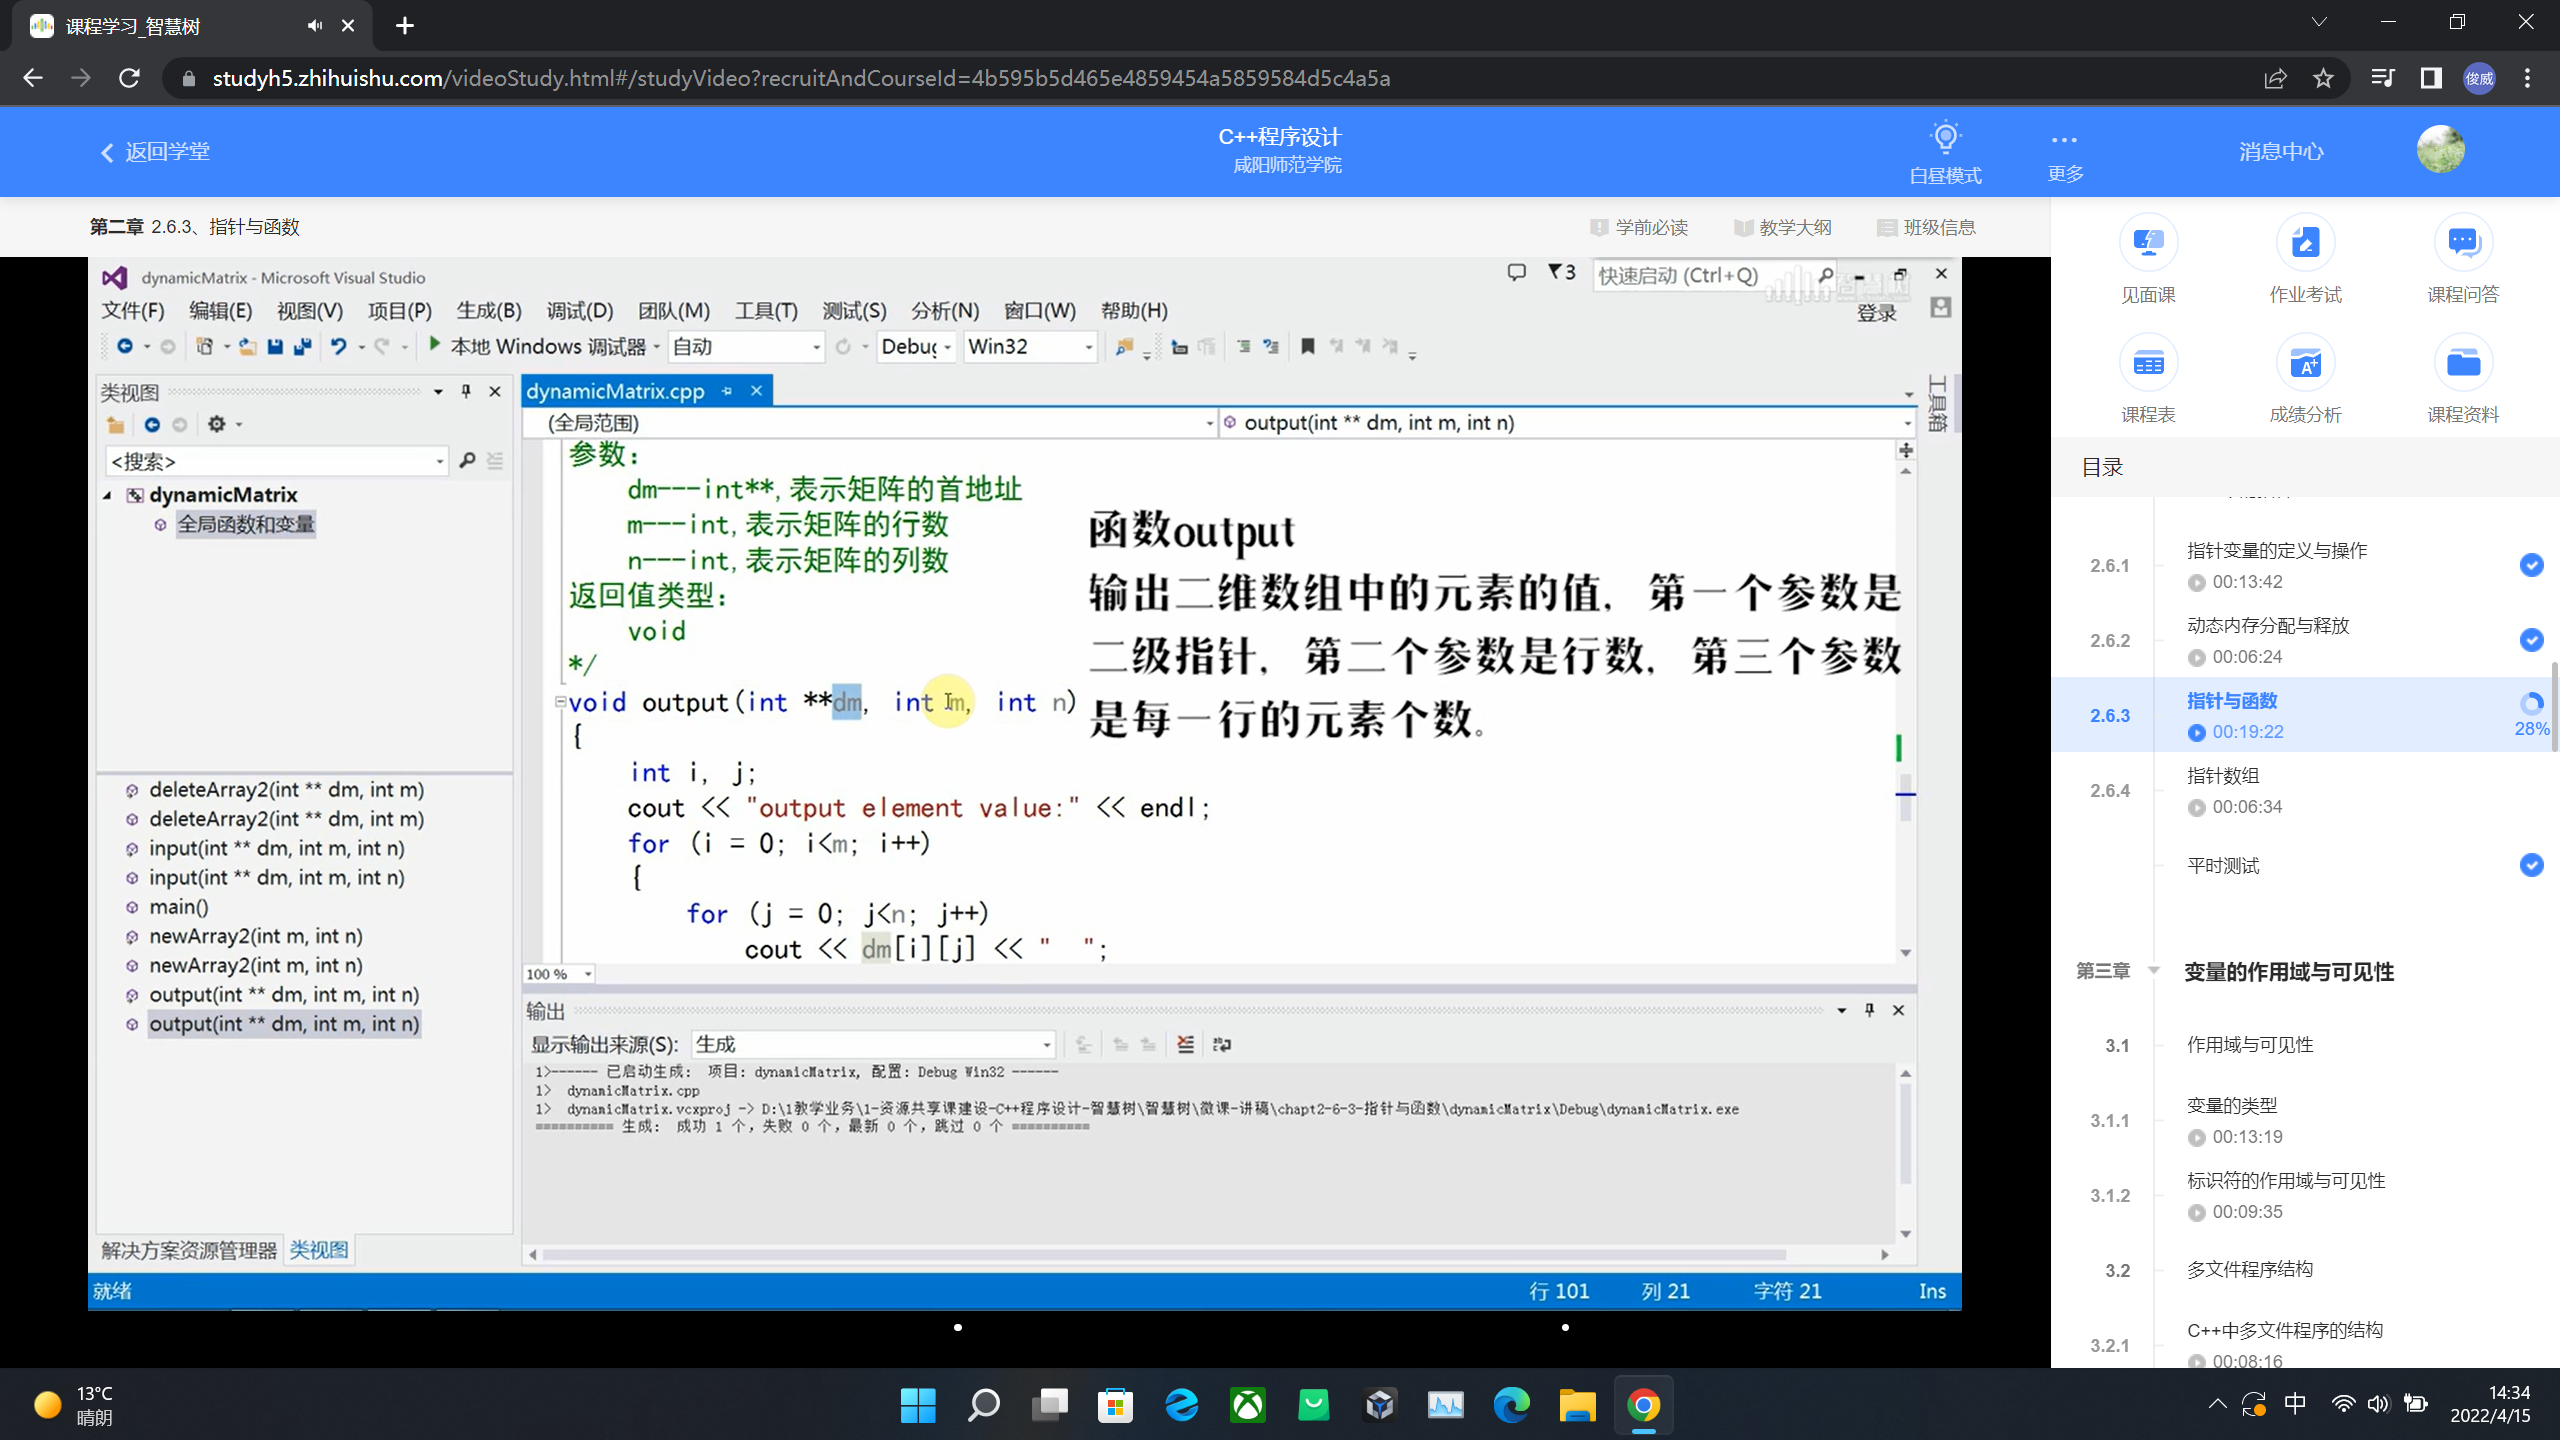 课程学习_智慧树
studyh5.zhihuishu.com/videoStudy.html#/studyVideo?recruitAndCourseId=4b595b5d465e4859454a5859584d5c4a5a
俊威
返回学堂
C++程序设计
咸阳师范学院
白昼模式
更多
消息中心
第二章 2.6.3、指针与函数
学前必读
教学大纲
班级信息
dynamicMatrix - Microsoft Visual Studio
3
快速启动 (Ctrl+Q)
文件(F) 编辑(E) 视图(V) 项目(P) 生成(B) 调试(D) 团队(M) 工具(T) 测试(S) 分析(N) 窗口(W) 帮助(H)
登录
本地 Windows 调试器
自动
Debug
Win32
类视图
<搜索>
dynamicMatrix
全局函数和变量
deleteArray2(int ** dm, int m)
deleteArray2(int ** dm, int m)
input(int ** dm, int m, int n)
input(int ** dm, int m, int n)
main()
newArray2(int m, int n)
newArray2(int m, int n)
output(int ** dm, int m, int n)
output(int ** dm, int m, int n)
解决方案资源管理器
类视图
dynamicMatrix.cpp
(全局范围)
output(int ** dm, int m, int n)
工具箱
参数:
dm---int**,表示矩阵的首地址
m---int,表示矩阵的行数
n---int,表示矩阵的列数
返回值类型:
void
*/
void output(int **dm, int m, int n)
{
int i, j;
cout << "output element value:" << endl;
for (i = 0; i<m; i++)
{
for (j = 0; j<n; j++)
cout << dm[i][j] << "  ";
函数output
输出二维数组中的元素的值，第一个参数是
二级指针，第二个参数是行数，第三个参数
是每一行的元素个数。
100 %
输出
显示输出来源(S): 生成
1>------ 已启动生成: 项目: dynamicMatrix, 配置: Debug Win32 ------
1> dynamicMatrix.cpp
1> dynamicMatrix.vcxproj -> D:\1教学业务\1-资源共享课建设-C++程序设计-智慧树\智慧树\微课-讲稿\chapt2-6-3-指针与函数\dynamicMatrix\Debug\dynamicMatrix.exe
========== 生成: 成功 1 个，失败 0 个，最新 0 个，跳过 0 个 ==========
就绪
行 101
列 21
字符 21
Ins
见面课
作业考试
课程问答
课程表
成绩分析
课程资料
目录
2.6.1
指针变量的定义与操作
00:13:42
2.6.2
动态内存分配与释放
00:06:24
2.6.3
指针与函数
00:19:22
28%
2.6.4
指针数组
00:06:34
平时测试
第三章
变量的作用域与可见性
3.1
作用域与可见性
3.1.1
变量的类型
00:13:19
3.1.2
标识符的作用域与可见性
00:09:35
3.2
多文件程序结构
3.2.1
C++中多文件程序的结构
00:08:16
13°C
晴朗
中
14:34
2022/4/15